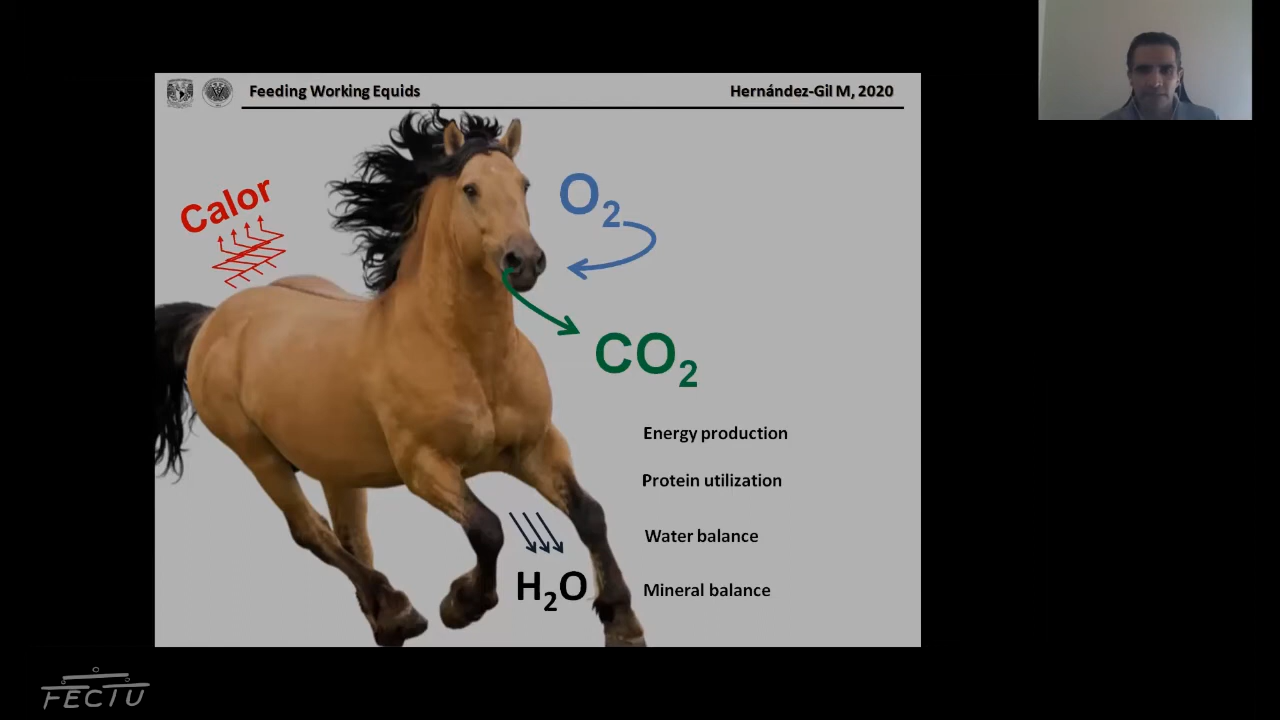 Feeding Working Equids
Hernández-Gil M, 2020
Calor
O₂
CO₂
Energy production
Protein utilization
Water balance
H₂O
Mineral balance
FECTU